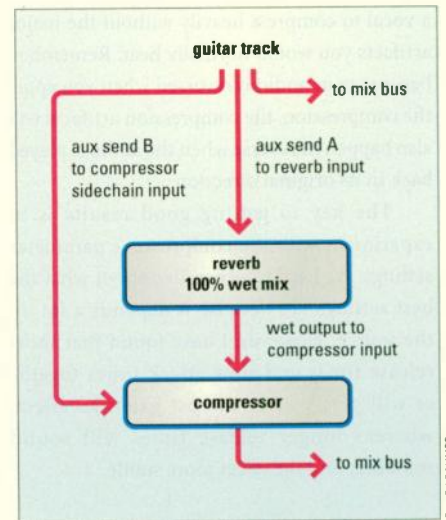 guitar track
to mix bus
aux send B
to compressor
sidechain input
aux send A
to reverb input
reverb
100% wet mix
wet output to
compressor input
compressor
to mix bus